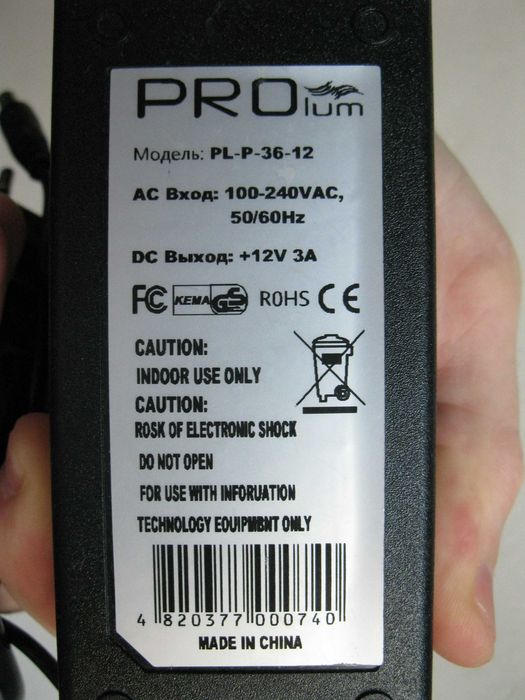 PROlum
Модель: PL-P-36-12
AC Вход: 100-240VAC,
50/60Hz
DC Выход: +12V 3A
FC KEMA GS ROHS CE
CAUTION:
INDOOR USE ONLY
CAUTION:
ROSK OF ELECTRONIC SHOCK
DO NOT OPEN
FOR USE WITH INFORUATION
TECHNOLOGY EQUIPMBNT ONLY
4 820377 000740
MADE IN CHINA